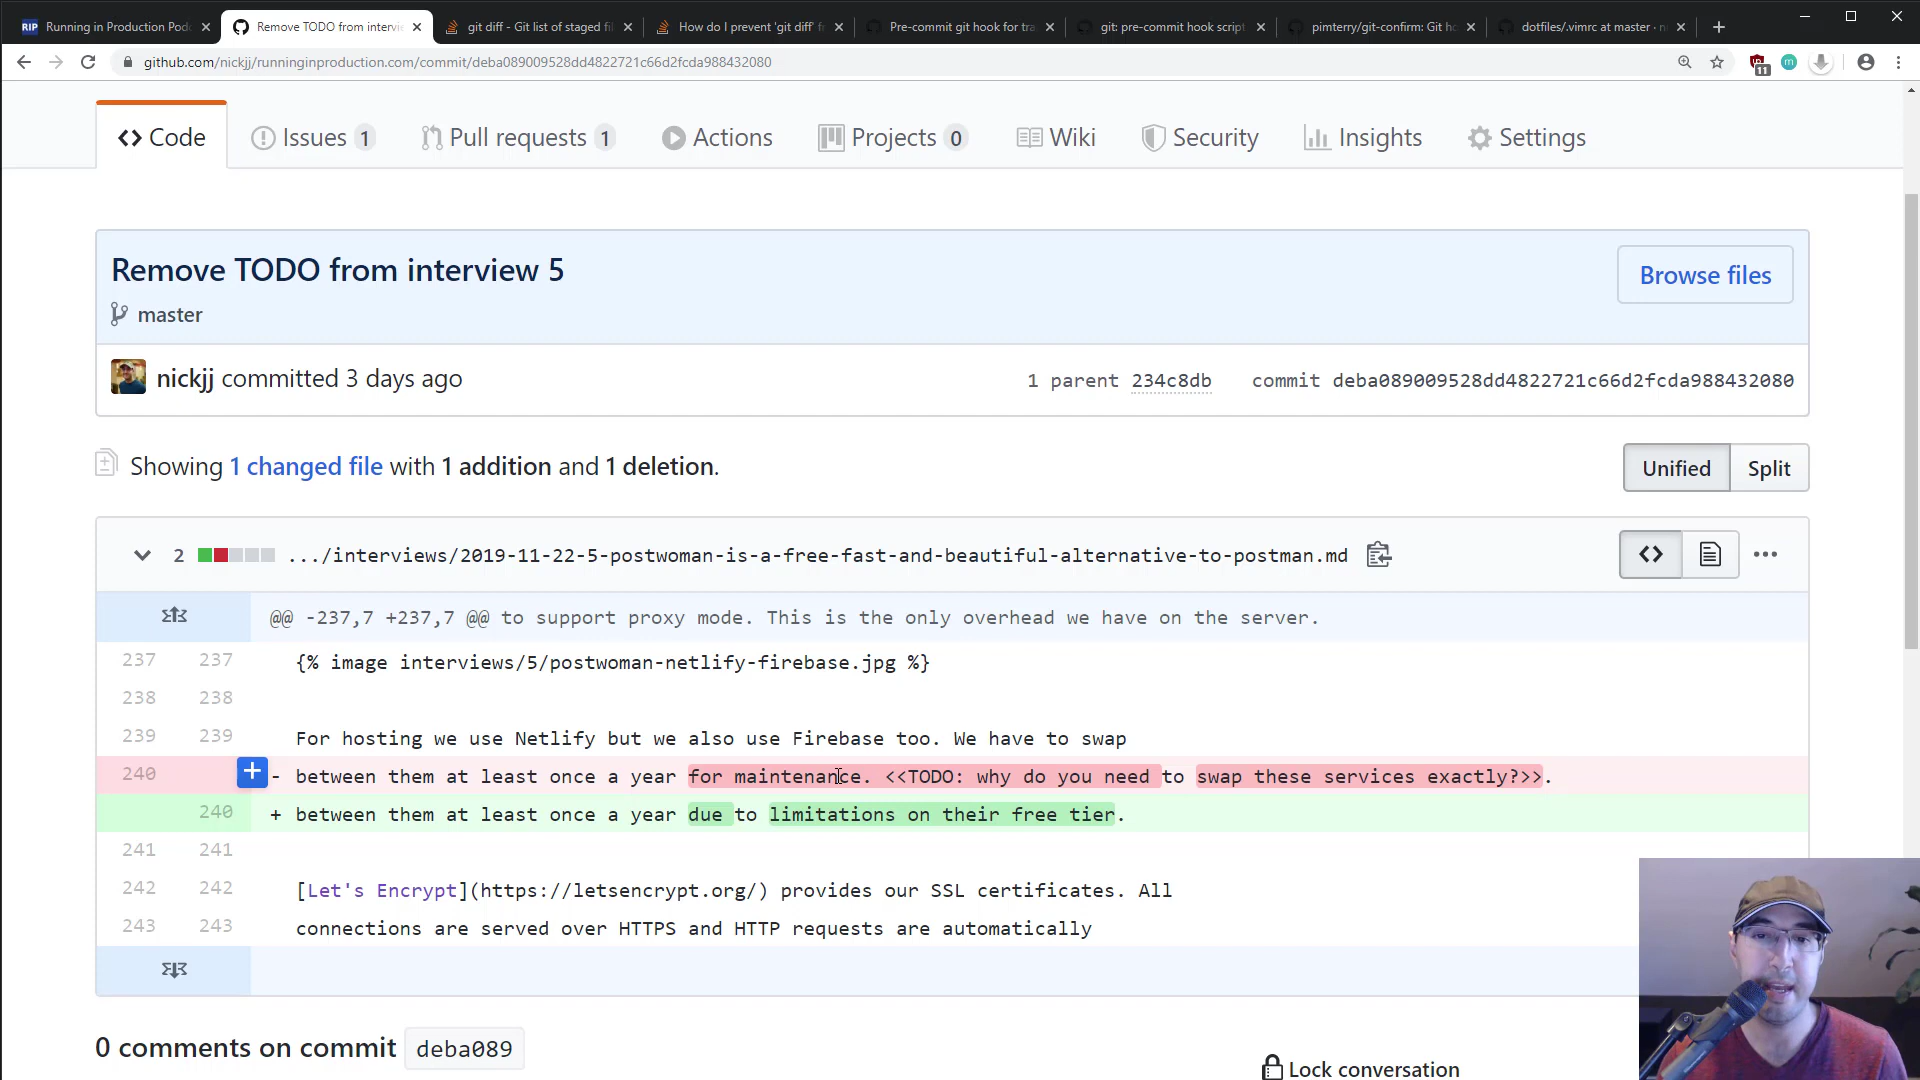 RIP Running in Production Podc
Remove TODO from intervie
git diff - Git list of staged fil
How do I prevent 'git diff' f
Pre-commit git hook for tra
git: pre-commit hook script
pimterry/git-confirm: Git ho
dotfiles/.vimrc at master · n
github.com/nickjj/runninginproduction.com/commit/deba089009528dd4822721c66d2fcda988432080
11
m
Code
Issues 1
Pull requests 1
Actions
Projects 0
Wiki
Security
Insights
Settings
Remove TODO from interview 5
Browse files
master
nickjj committed 3 days ago
1 parent 234c8db commit deba089009528dd4822721c66d2fcda988432080
Showing 1 changed file with 1 addition and 1 deletion.
Unified Split
2 .../interviews/2019-11-22-5-postwoman-is-a-free-fast-and-beautiful-alternative-to-postman.md
@@ -237,7 +237,7 @@ to support proxy mode. This is the only overhead we have on the server.
237 237 {% image interviews/5/postwoman-netlify-firebase.jpg %}
238 238
239 239 For hosting we use Netlify but we also use Firebase too. We have to swap
240 - between them at least once a year for maintenance. <<TODO: why do you need to swap these services exactly?>>.
240 + between them at least once a year due to limitations on their free tier.
241 241
242 242 [Let's Encrypt](https://letsencrypt.org/) provides our SSL certificates. All
243 243 connections are served over HTTPS and HTTP requests are automatically
0 comments on commit deba089
Lock conversation